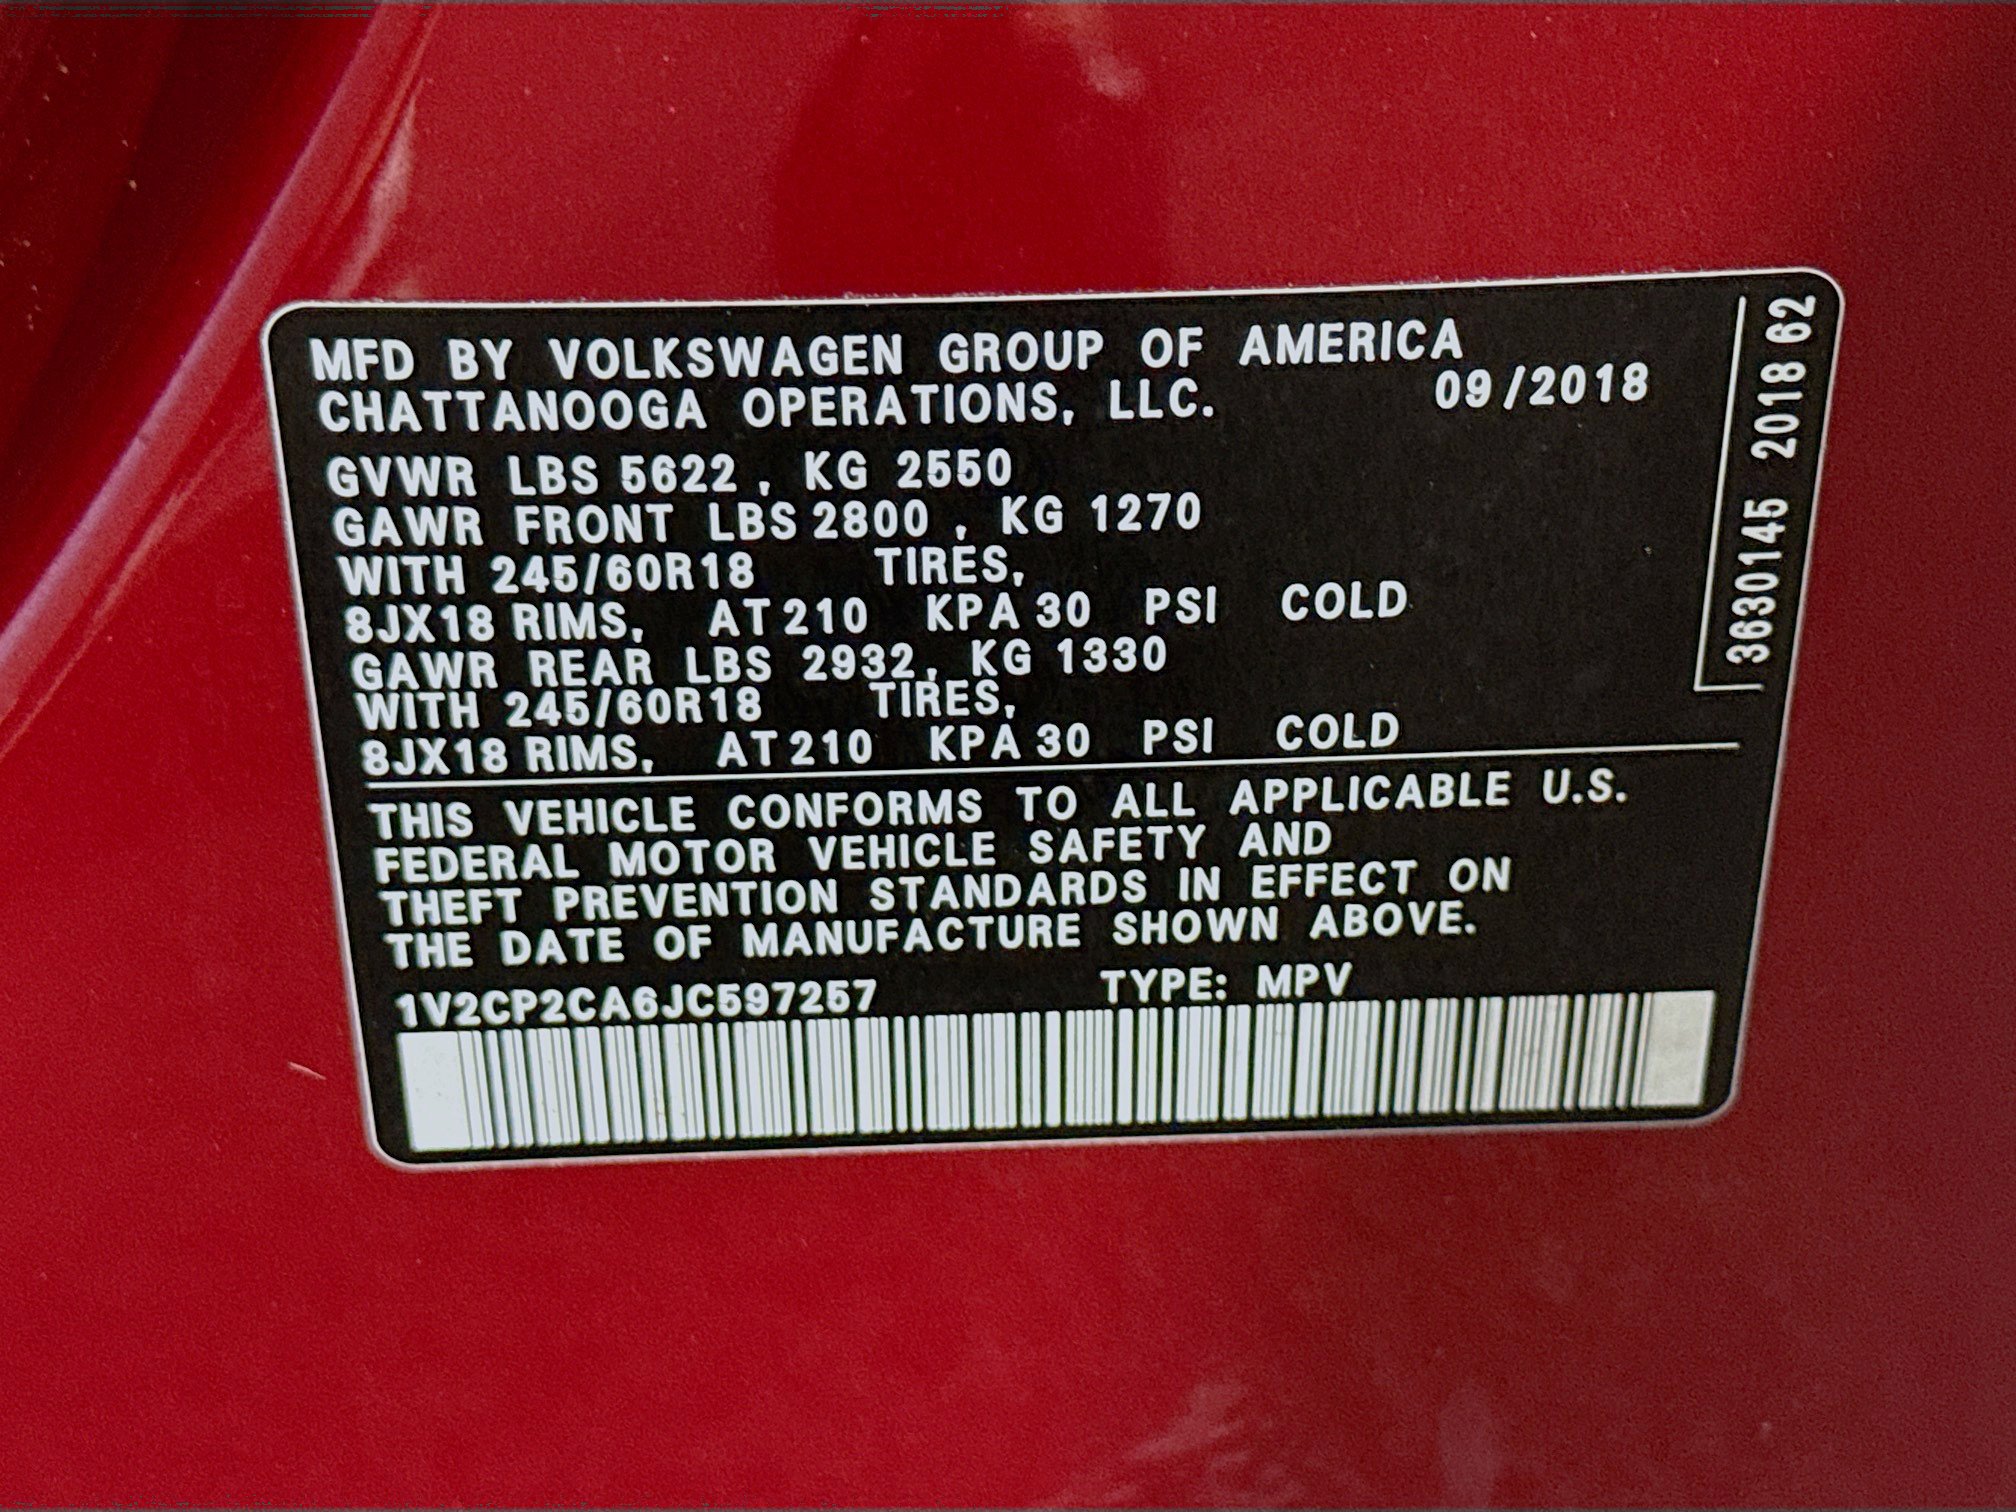 MFD BY VOLKSWAGEN GROUP OF AMERICA
CHATTANOOGA OPERATIONS, LLC. 09/2018
GVWR LBS 5622, KG 2550
GAWR FRONT LBS 2800, KG 1270
WITH 245/60R18 TIRES,
8JX18 RIMS, AT 210 KPA 30 PSI COLD
GAWR REAR LBS 2932, KG 1330
WITH 245/60R18 TIRES,
8JX18 RIMS, AT 210 KPA 30 PSI COLD
THIS VEHICLE CONFORMS TO ALL APPLICABLE U.S.
FEDERAL MOTOR VEHICLE SAFETY AND
THEFT PREVENTION STANDARDS IN EFFECT ON
THE DATE OF MANUFACTURE SHOWN ABOVE.
1V2CP2CA6JC597257 TYPE: MPV
3630145 2018 62